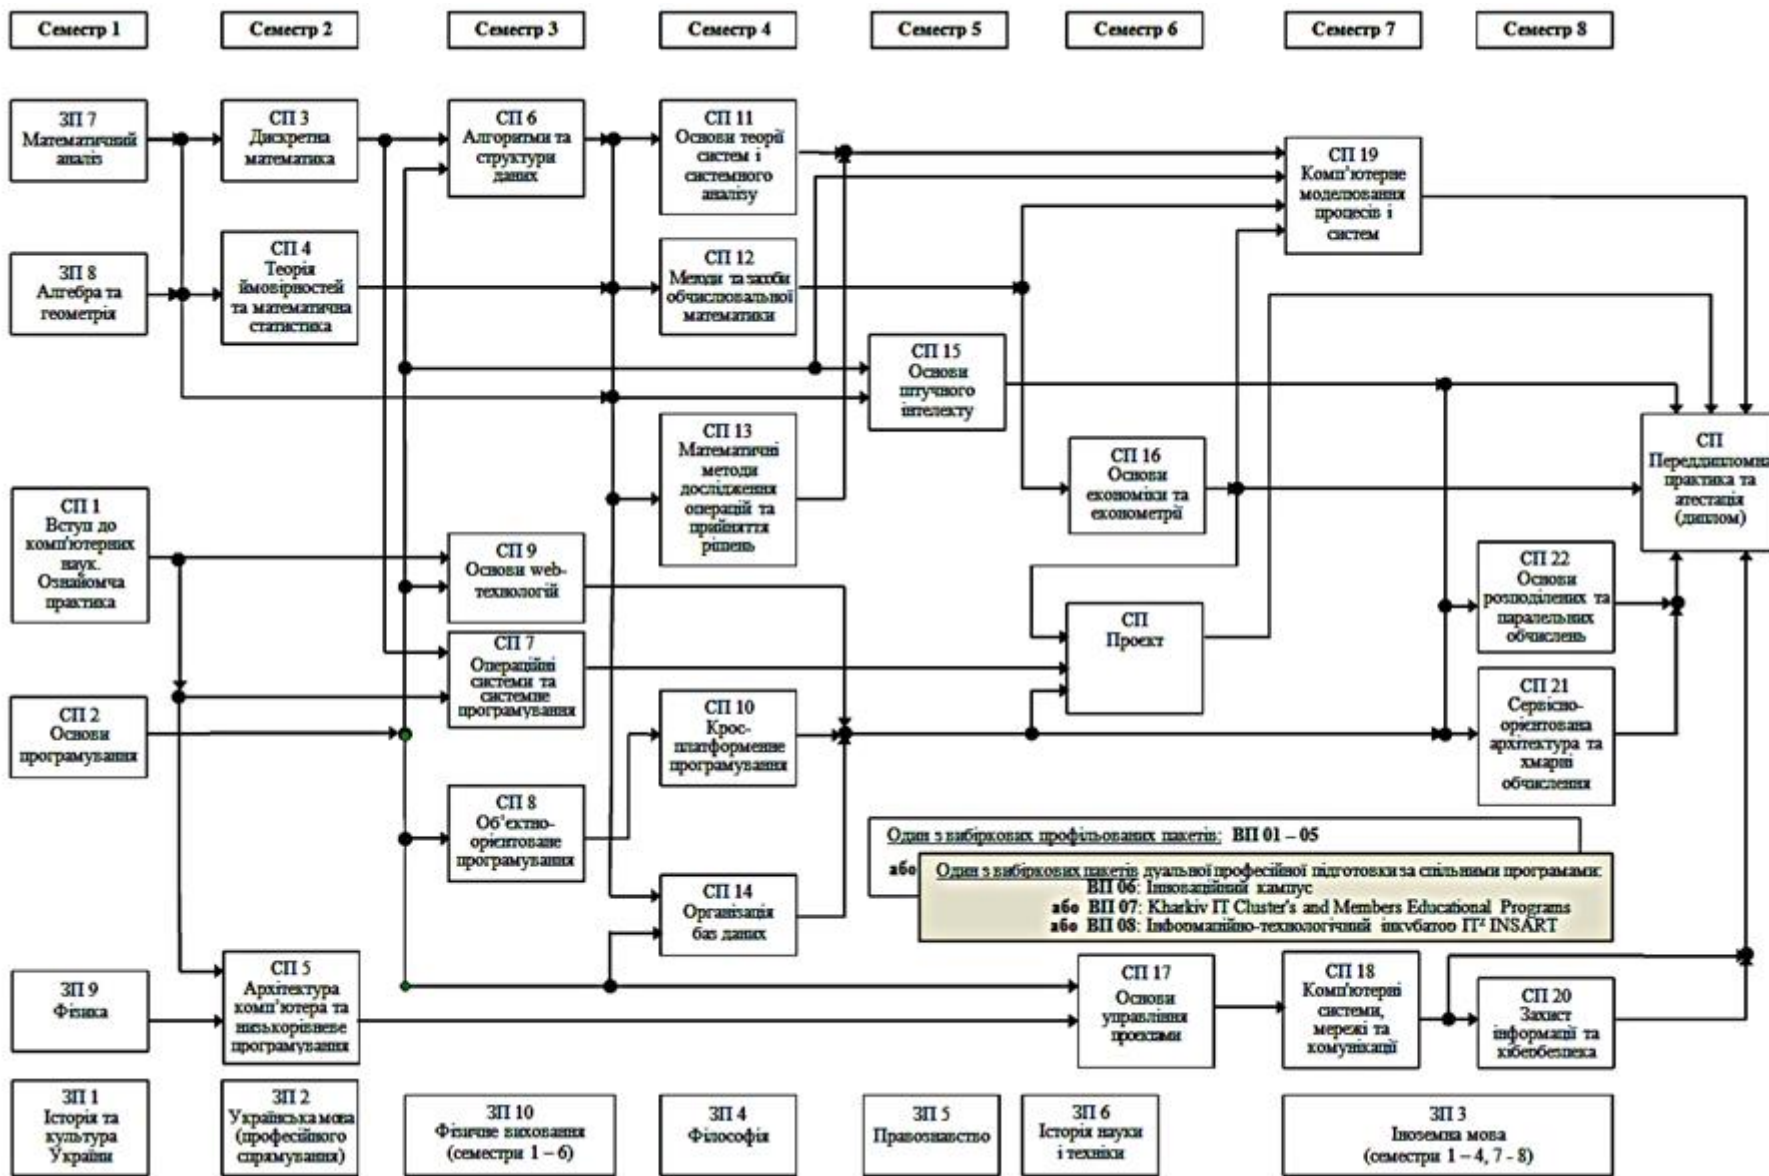 Семестр 1
Семестр 2
Семестр 3
Семестр 4
Семестр 5
Семестр 6
Семестр 7
Семестр 8
ЗП 7
Математичний
аналіз
СП 3
Дискретна
математика
СП 6
Алгоритми та
структури
даних
СП 11
Основи теорії
систем і
системного
аналізу
СП 19
Комп’ютерне
моделювання
процесів і
систем
ЗП 8
Алгебра та
геометрія
СП 4
Теорія
ймовірностей
та математична
статистика
СП 12
Методи та засоби
обчислювальної
математики
СП 15
Основи
штучного
інтелекту
СП 13
Математичні
методи
дослідження
операцій та
прийняття
рішень
СП 16
Основи
економіки та
економетрії
СП
Переддипломна
практика та
атестація
(диплом)
СП 1
Вступ до
комп'ютерних
наук.
Ознайомча
практика
СП 9
Основи web-
технологій
СП 22
Основи
розподілених та
паралельних
обчислень
СП
Проєкт
СП 7
Операційні
системи та
системне
програмування
СП 2
Основи
програмування
СП 10
Крос-
платформенне
програмування
СП 21
Сервісно-
орієнтована
архітектура та
хмарні
обчислення
СП 8
Об’єктно-
орієнтоване
програмування
Один з вибіркових профільованих пакетів: ВП 01 – 05
або
Один з вибіркових пакетів дуальної професійної підготовки за спільними програмами:
ВП 06: Інноваційний кампус
або ВП 07: Kharkiv IT Cluster's and Members Educational Programs
або ВП 08: Інформаційно-технологічний інкубатор IT² INSART
СП 14
Організація
баз даних
ЗП 9
Фізика
СП 5
Архітектура
комп’ютера та
низькорівневе
програмування
СП 17
Основи
управління
проектами
СП 18
Комп'ютерні
системи,
мережі та
комунікації
СП 20
Захист
інформації та
кібербезпека
ЗП 1
Історія та
культура
України
ЗП 2
Українська мова
(професійного
спрямування)
ЗП 10
Фізичне виховання
(семестри 1 – 6)
ЗП 4
Філософія
ЗП 5
Правознавство
ЗП 6
Історія науки
і техніки
ЗП 3
Іноземна мова
(семестри 1 – 4, 7 - 8)